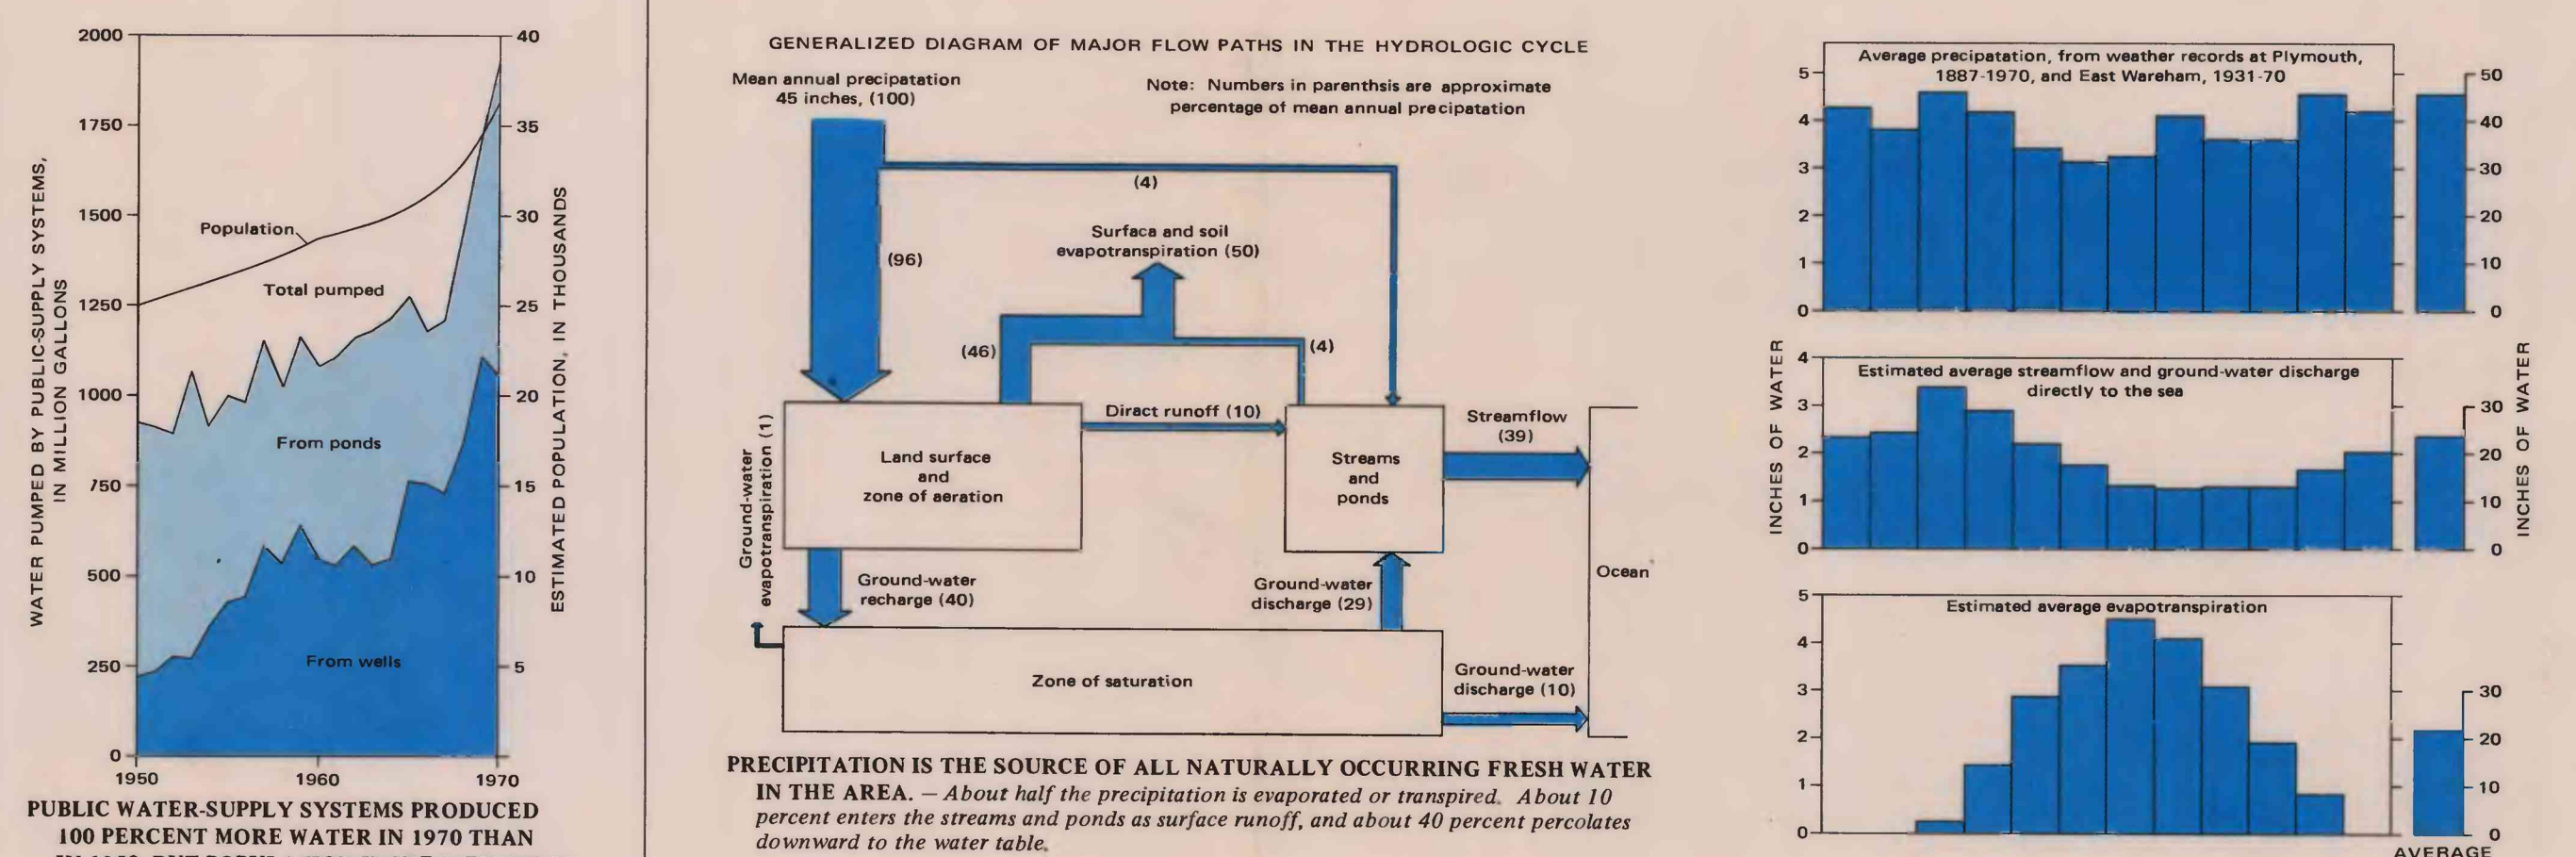 2000
1750
1500
1250
1000
750
500
250
0
40
35
30
25
20
15
10
5
WATER PUMPED BY PUBLIC-SUPPLY SYSTEMS,
IN MILLION GALLONS
ESTIMATED POPULATION, IN THOUSANDS
Population
Total pumped
From ponds
From wells
1950
1960
1970
PUBLIC WATER-SUPPLY SYSTEMS PRODUCED
100 PERCENT MORE WATER IN 1970 THAN
GENERALIZED DIAGRAM OF MAJOR FLOW PATHS IN THE HYDROLOGIC CYCLE
Mean annual precipatation
45 inches, (100)
Note: Numbers in parenthsis are approximate
percentage of mean annual precipatation
(4)
(96)
Surfaca and soil
evapotranspiration (50)
(46)
(4)
Diract runoff (10)
Streamflow
(39)
Land surface
and
zone of aeration
Streams
and
ponds
Ground-water
evapotranspiration (1)
Ground-water
recharge (40)
Ground-water
discharge (29)
Ocean
Zone of saturation
Ground-water
discharge (10)
PRECIPITATION IS THE SOURCE OF ALL NATURALLY OCCURRING FRESH WATER
IN THE AREA. — About half the precipitation is evaporated or transpired. About 10
percent enters the streams and ponds as surface runoff, and about 40 percent percolates
downward to the water table.
Average precipatation, from weather records at Plymouth,
1887-1970, and East Wareham, 1931-70
5
4
3
2
1
0
50
40
30
20
10
0
INCHES OF WATER
INCHES OF WATER
Estimated average streamflow and ground-water discharge
directly to the sea
4
3
2
1
0
30
20
10
0
Estimated average evapotranspiration
5
4
3
2
1
0
30
20
10
0
AVERAGE